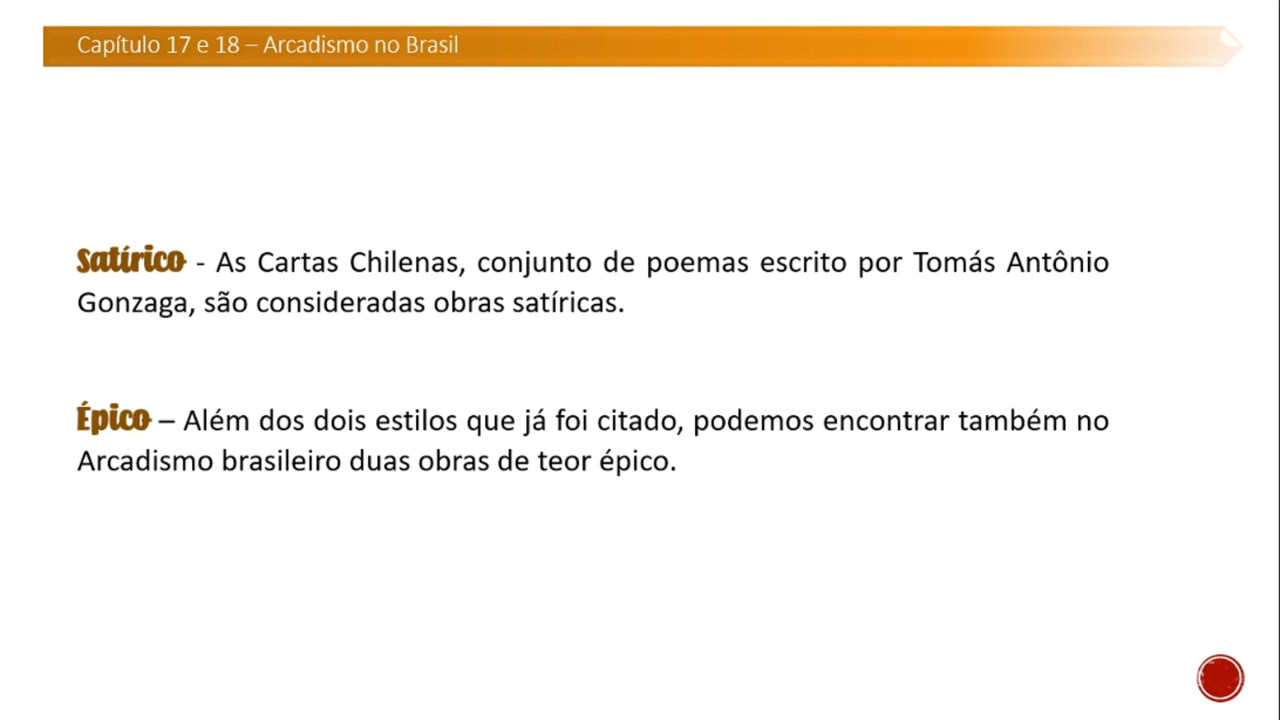 Capítulo 17 e 18 – Arcadismo no Brasil
Satírico - As Cartas Chilenas, conjunto de poemas escrito por Tomás Antônio
Gonzaga, são consideradas obras satíricas.
Épico – Além dos dois estilos que já foi citado, podemos encontrar também no
Arcadismo brasileiro duas obras de teor épico.